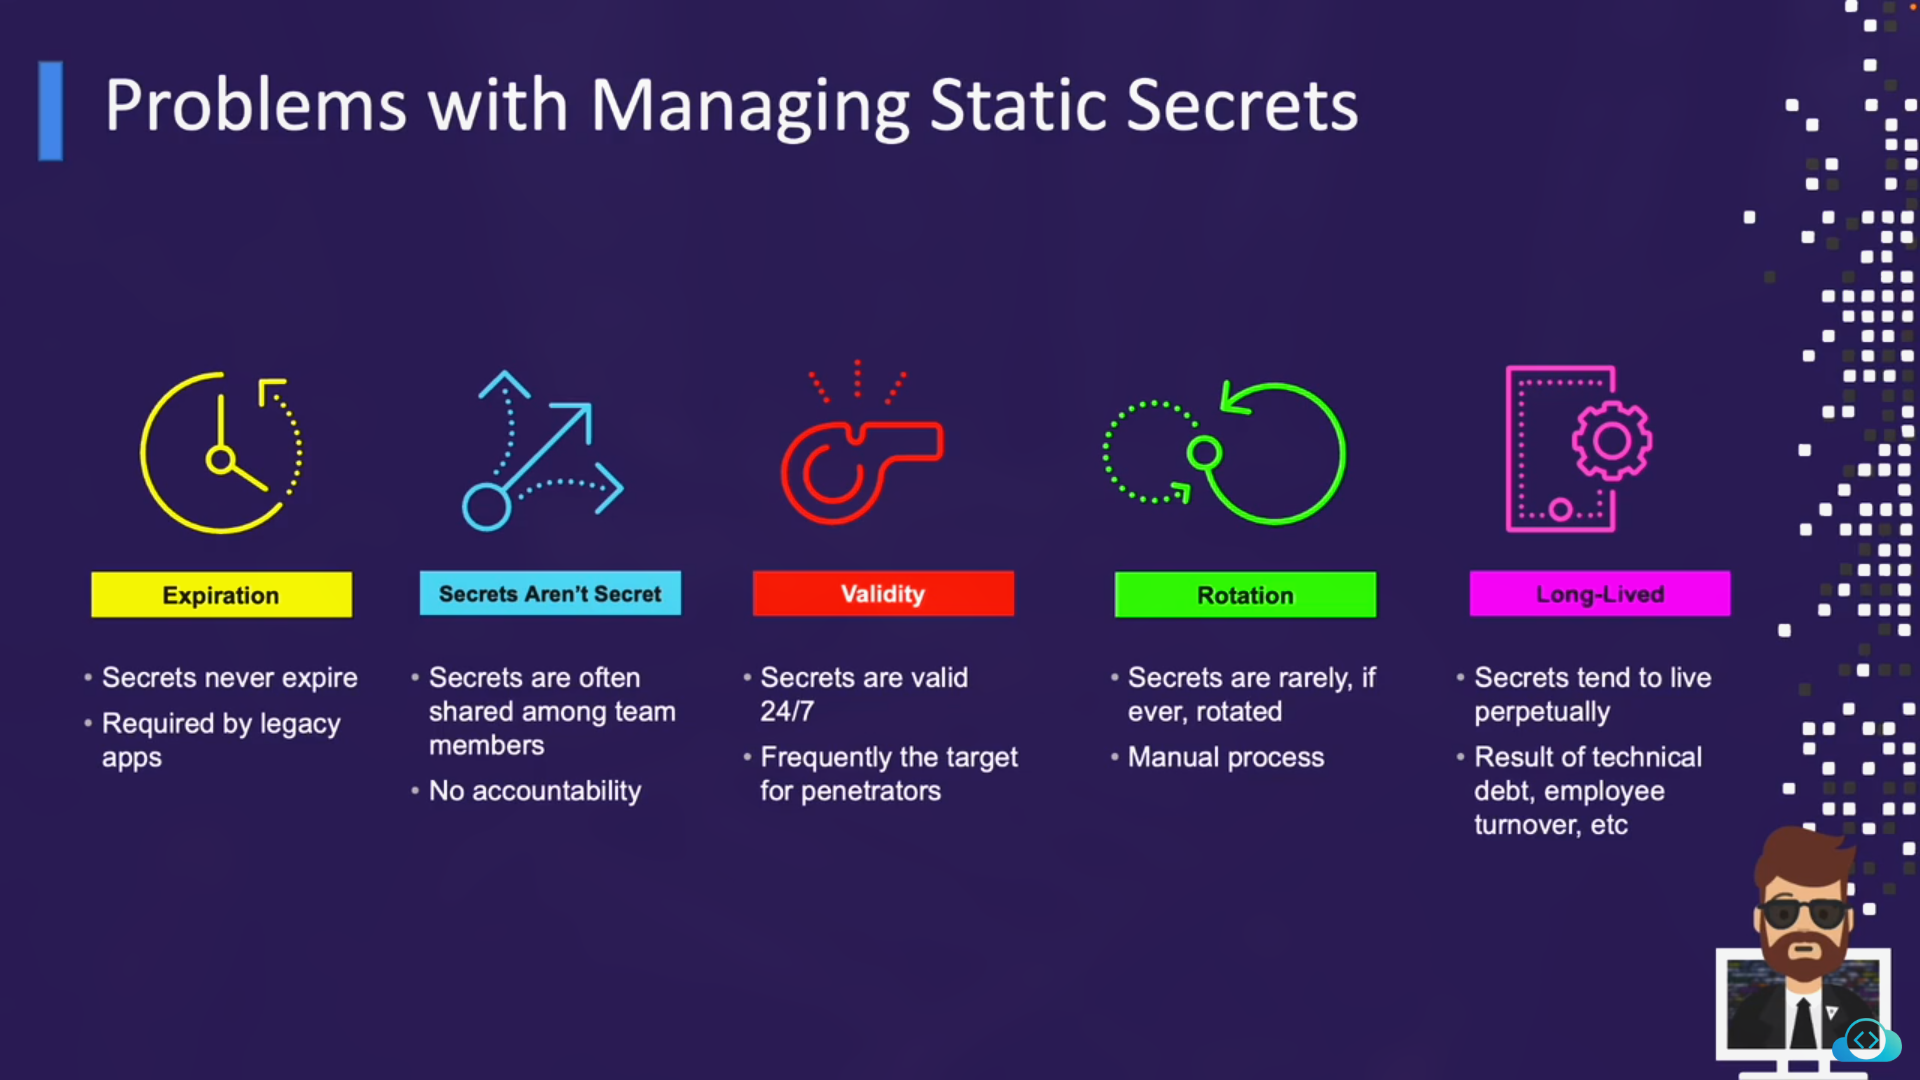 Problems with Managing Static Secrets
Expiration
• Secrets never expire
• Required by legacy
apps
Secrets Aren't Secret
• Secrets are often
shared among team
members
• No accountability
Validity
• Secrets are valid
24/7
• Frequently the target
for penetrators
Rotation
• Secrets are rarely, if
ever, rotated
• Manual process
Long-Lived
• Secrets tend to live
perpetually
• Result of technical
debt, employee
turnover, etc